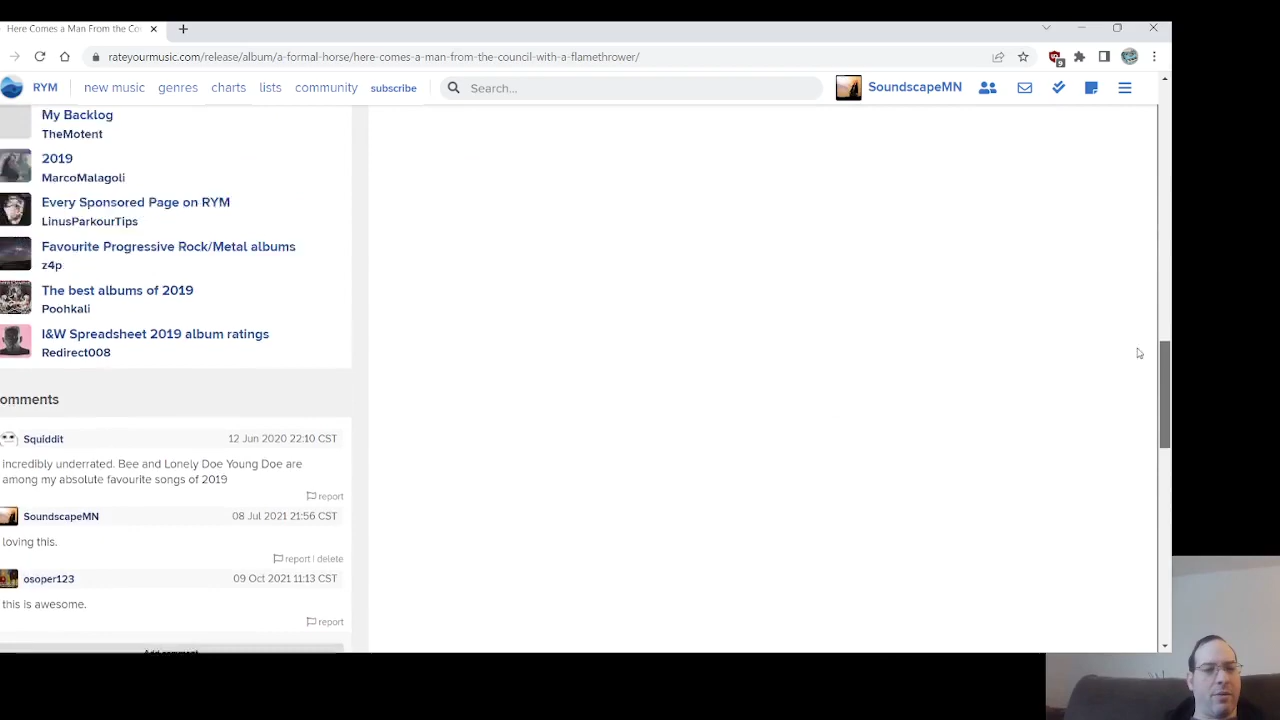 Here Comes a Man From the Co
rateyourmusic.com/release/album/a-formal-horse/here-comes-a-man-from-the-council-with-a-flamethrower/
9
RYM new music genres charts lists community subscribe Search... SoundscapeMN
My Backlog
TheMotent
2019
MarcoMalagoli
Every Sponsored Page on RYM
LinusParkourTips
Favourite Progressive Rock/Metal albums
z4p
The best albums of 2019
Poohkali
I&W Spreadsheet 2019 album ratings
Redirect008
omments
Squiddit 12 Jun 2020 22:10 CST
incredibly underrated. Bee and Lonely Doe Young Doe are
among my absolute favourite songs of 2019
report
SoundscapeMN 08 Jul 2021 21:56 CST
loving this.
report | delete
osoper123 09 Oct 2021 11:13 CST
this is awesome.
report
Add comment